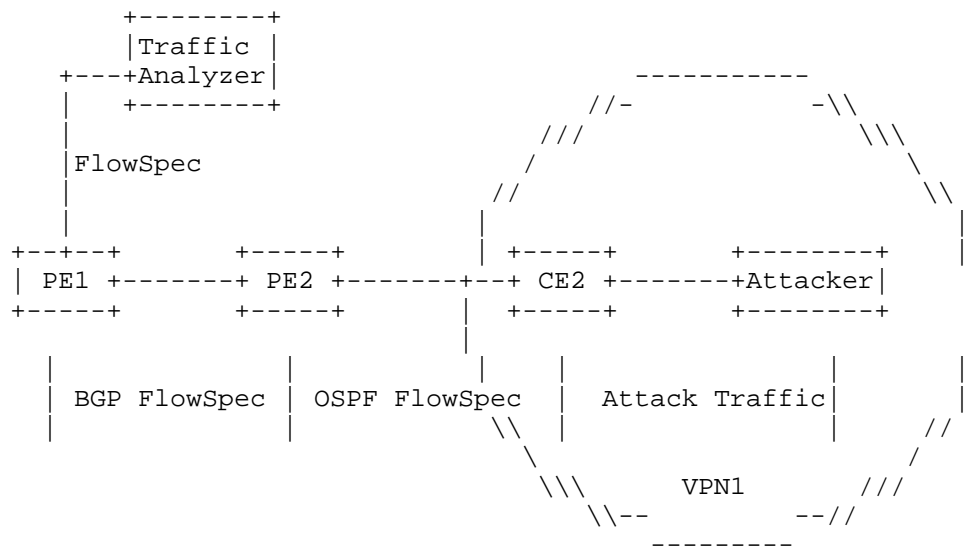 Traffic
Analyzer
FlowSpec
PE1 PE2 CE2 Attacker
BGP FlowSpec OSPF FlowSpec Attack Traffic
VPN1